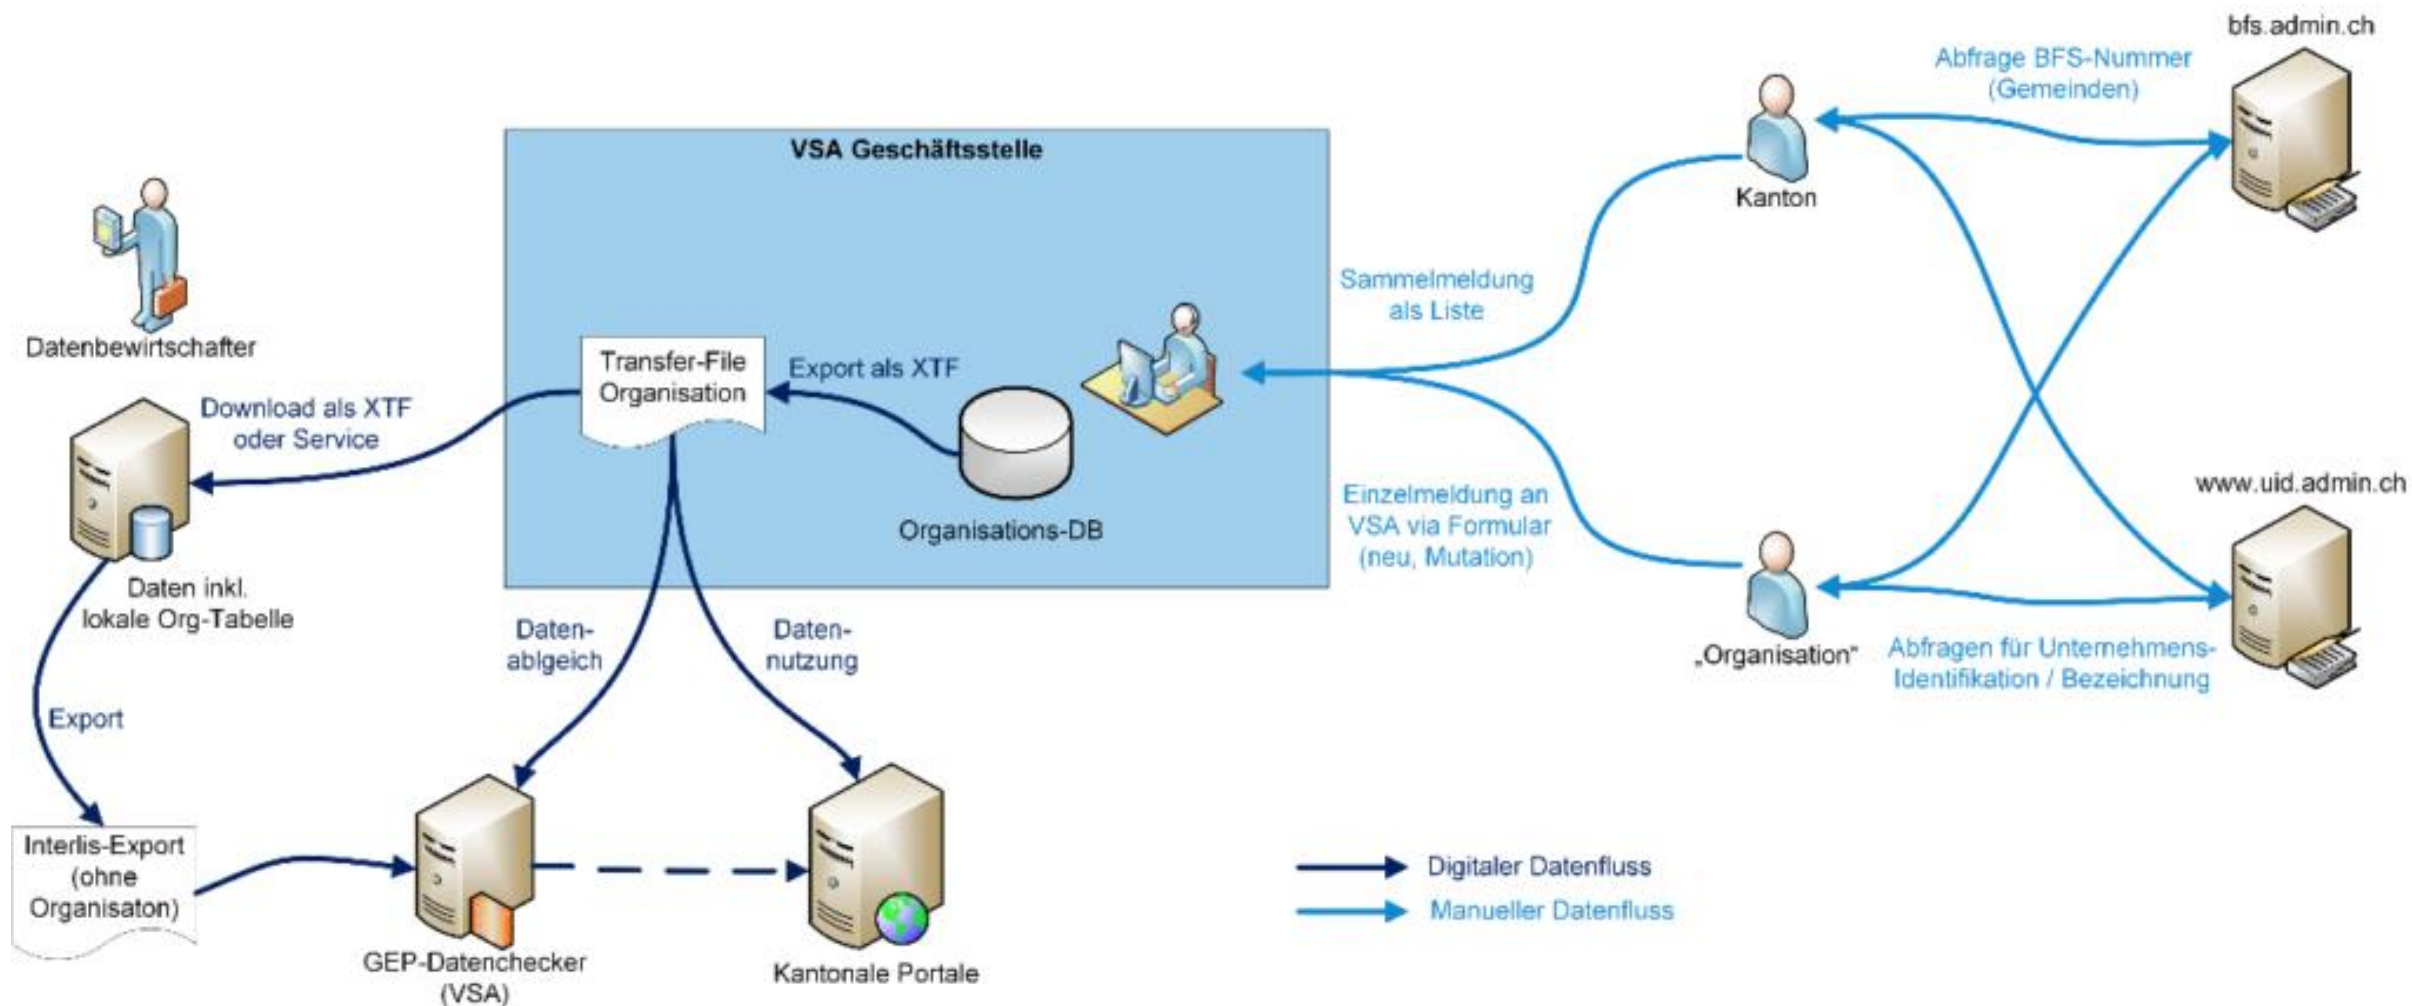 bfs.admin.ch
Abfrage BFS-Nummer
(Gemeinden)
VSA Geschäftsstelle
Kanton
Sammelmeldung
als Liste
Datenbewirtschafter
Transfer-File
Organisation
Export als XTF
Download als XTF
oder Service
Organisations-DB
Einzelmeldung an
VSA via Formular
(neu, Mutation)
www.uid.admin.ch
Daten inkl.
lokale Org-Tabelle
Daten-
ablgeich
Daten-
nutzung
„Organisation“
Abfragen für Unternehmens-
Identifikation / Bezeichnung
Export
Interlis-Export
(ohne
Organisaton)
GEP-Datenchecker
(VSA)
Kantonale Portale
Digitaler Datenfluss
Manueller Datenfluss